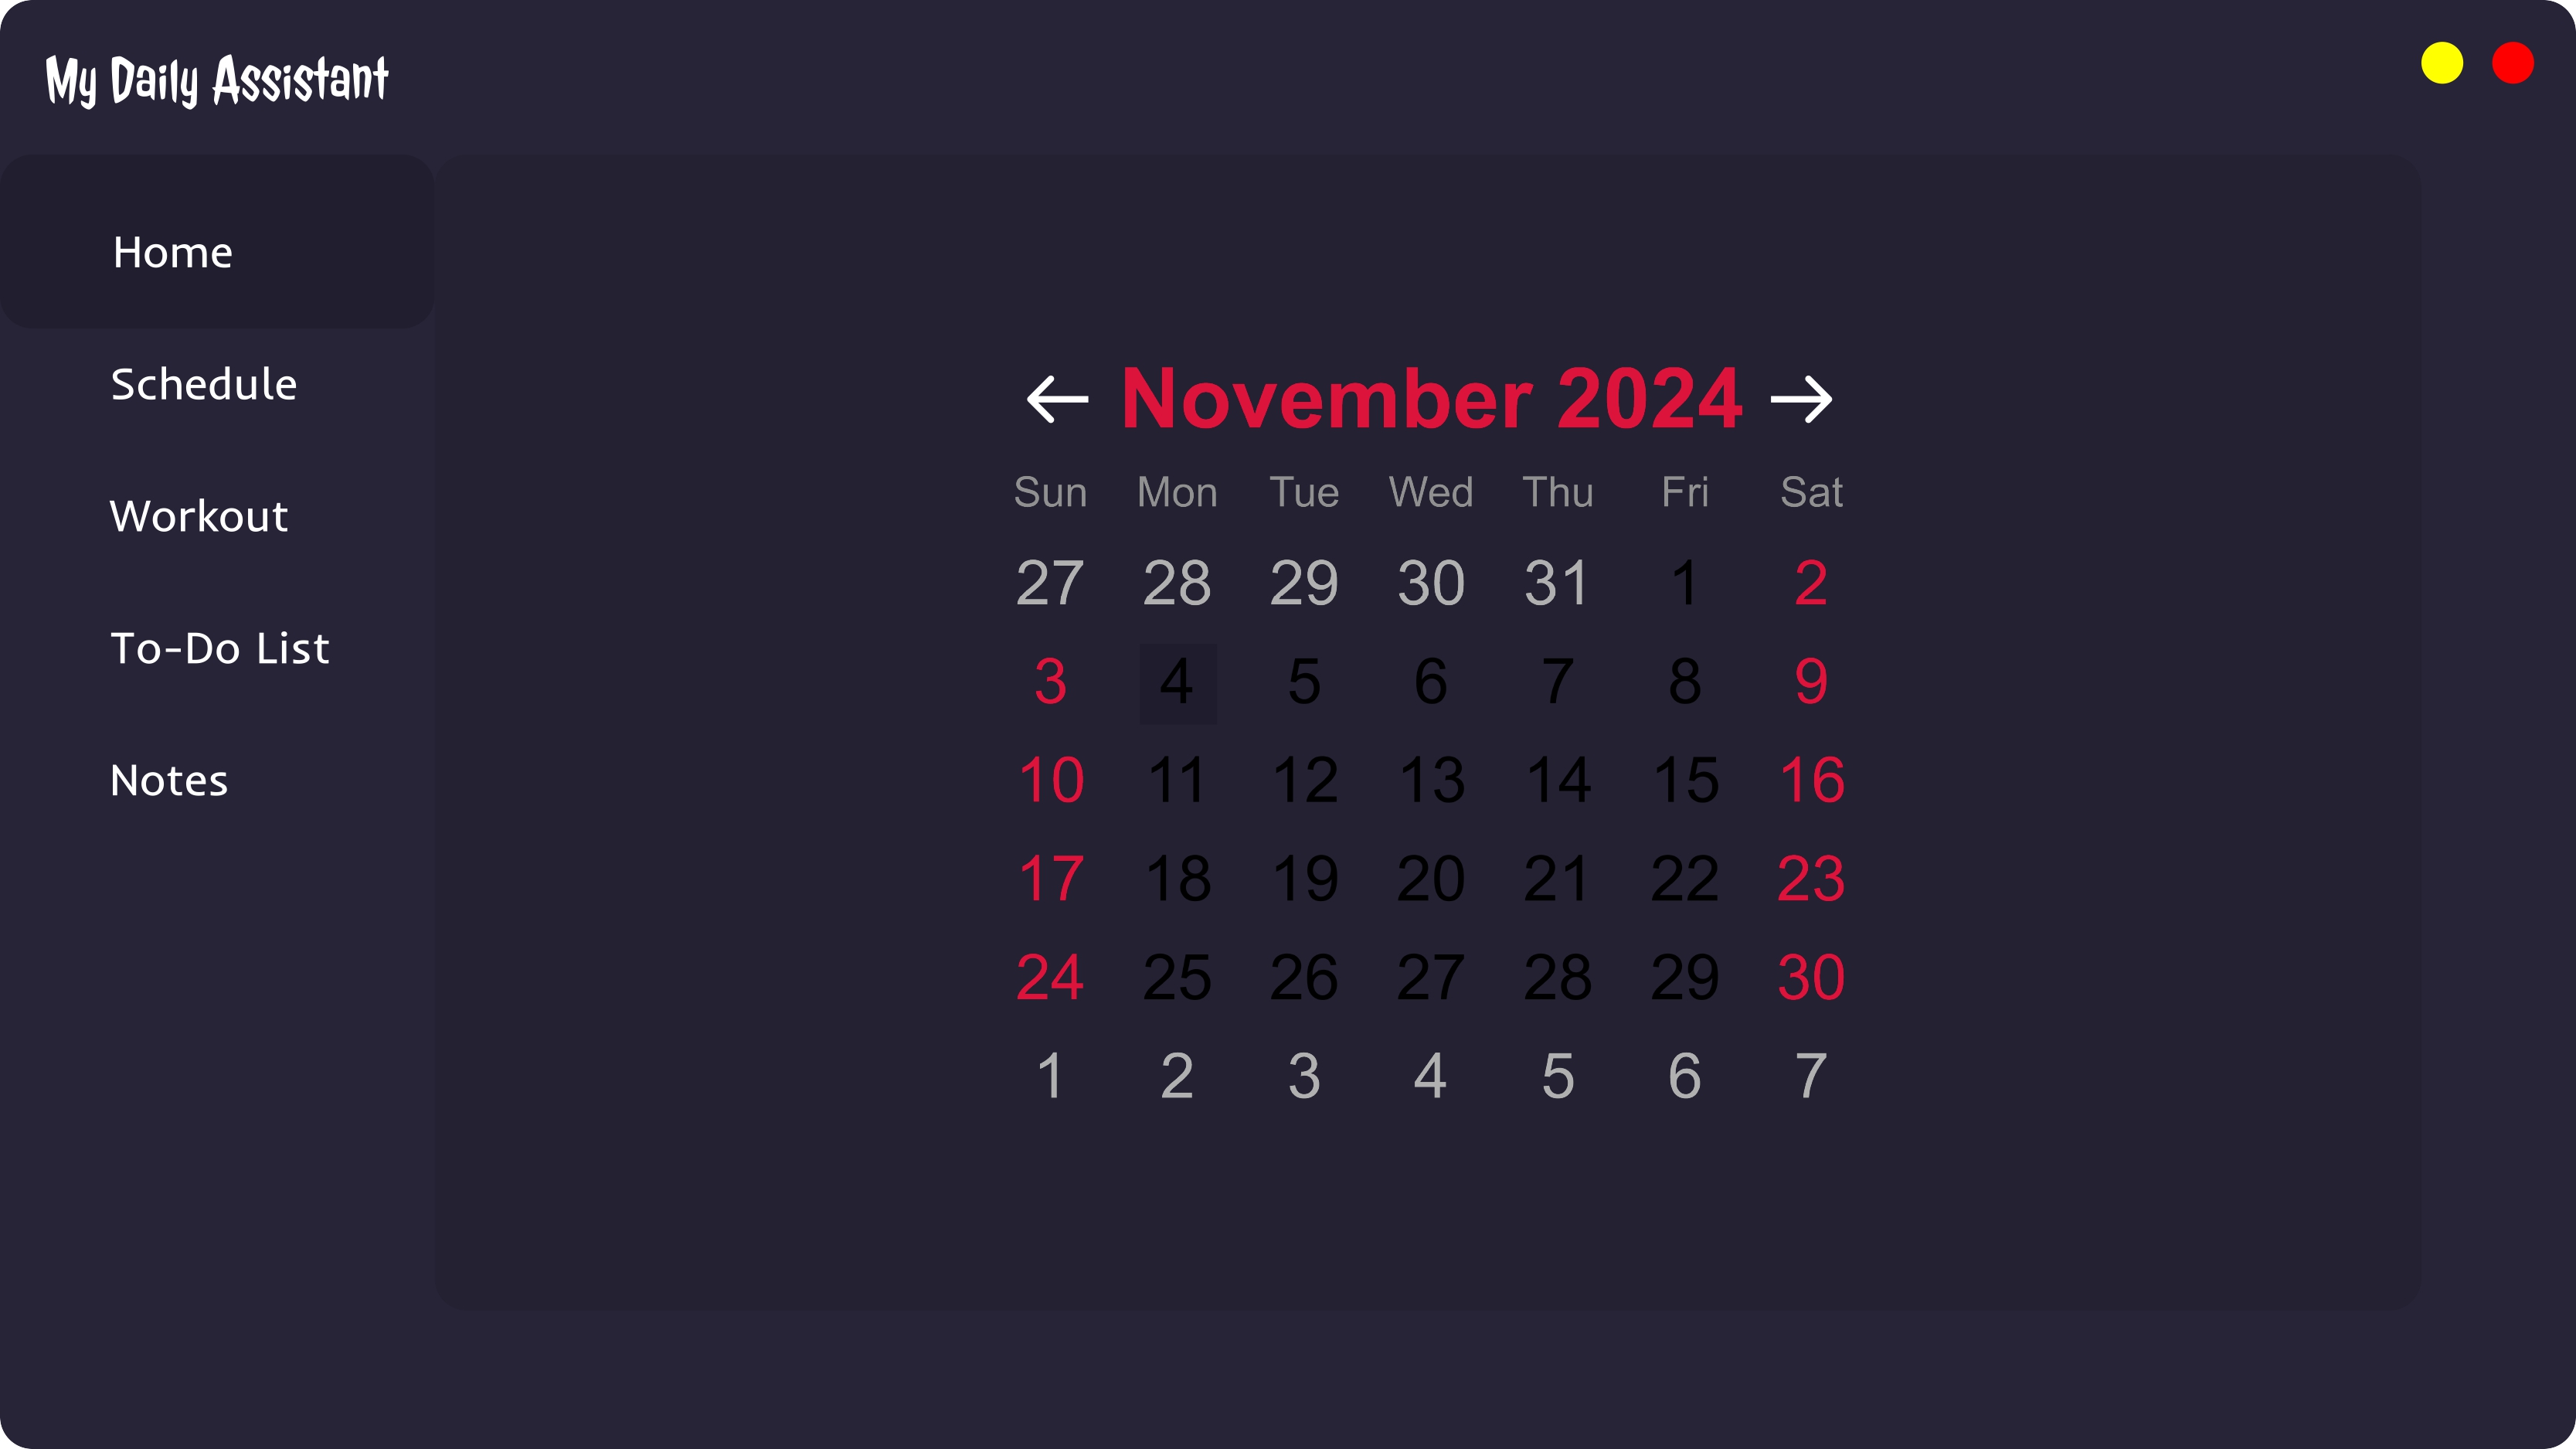 My Daily Assistant
Home
Schedule
Workout
To-Do List
Notes
November 2024
Sun Mon Tue Wed Thu Fri Sat
27 28 29 30 31 1 2
3 4 5 6 7 8 9
10 11 12 13 14 15 16
17 18 19 20 21 22 23
24 25 26 27 28 29 30
1 2 3 4 5 6 7